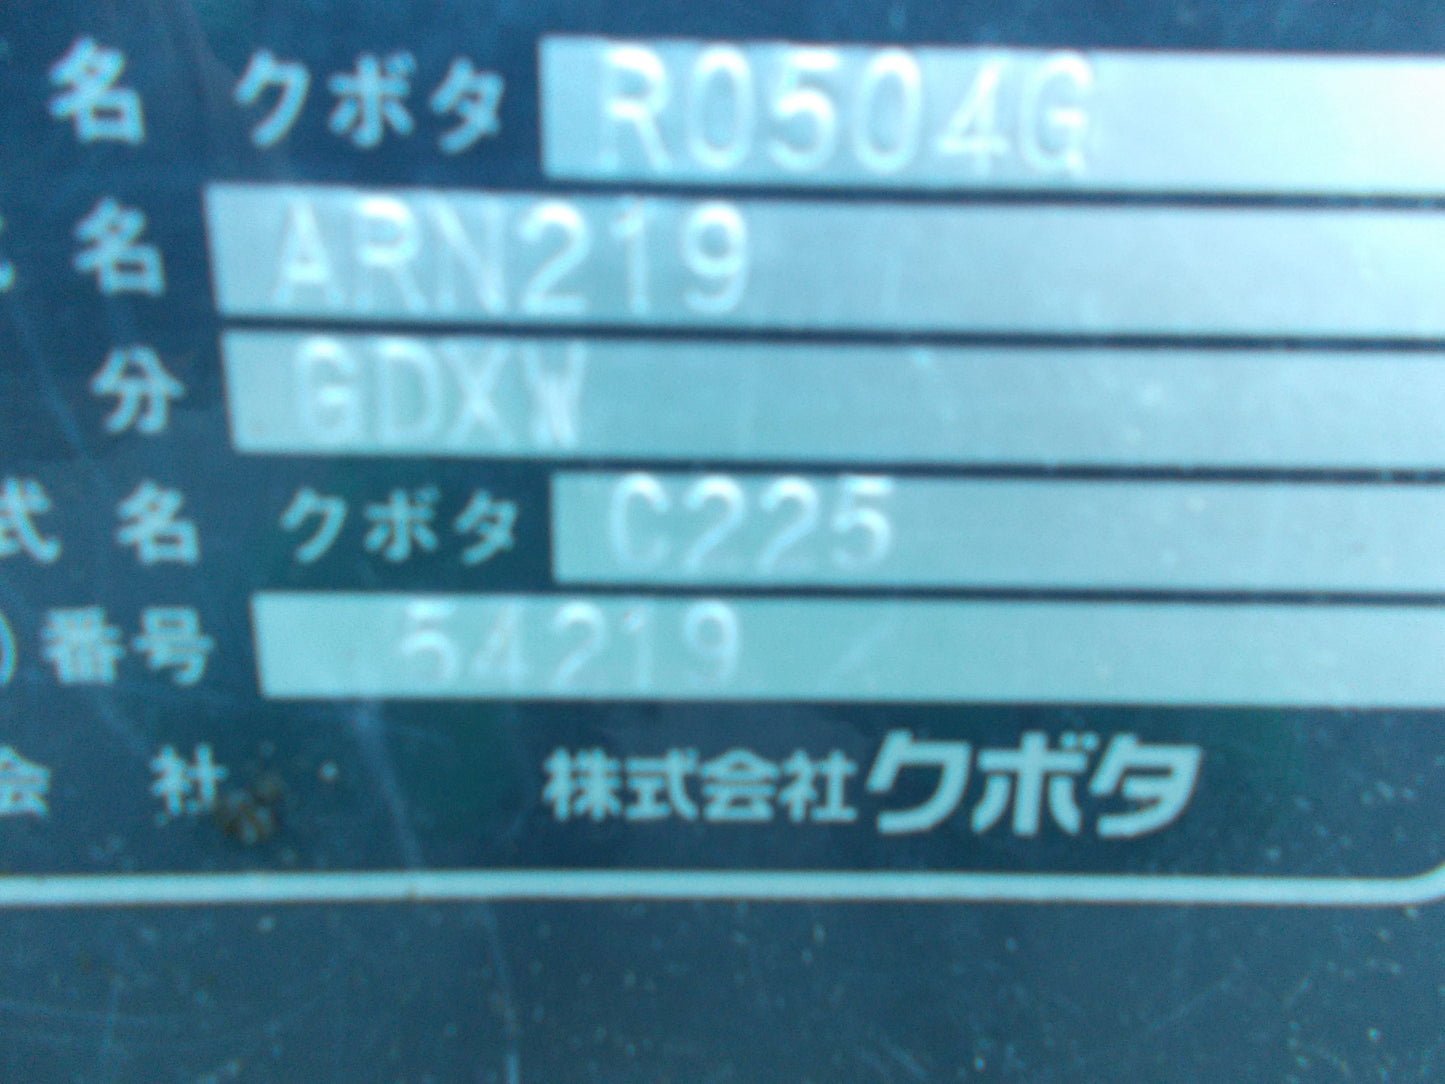 名 クボタ RO504G
名 ARN219
分 GDXW
式名 クボタ C225
)番号 54219
会社 株式会社クボタ